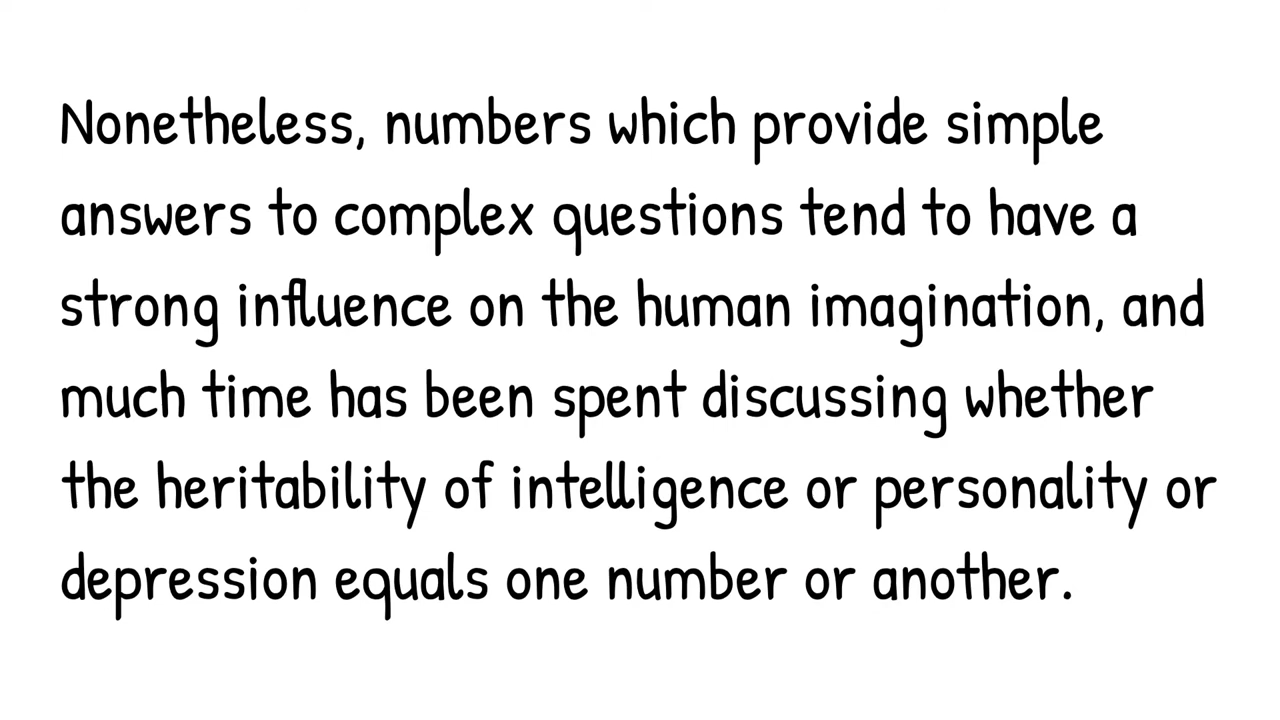 Nonetheless, numbers which provide simple
answers to complex questions tend to have a
strong influence on the human imagination, and
much time has been spent discussing whether
the heritability of intelligence or personality or
depression equals one number or another.